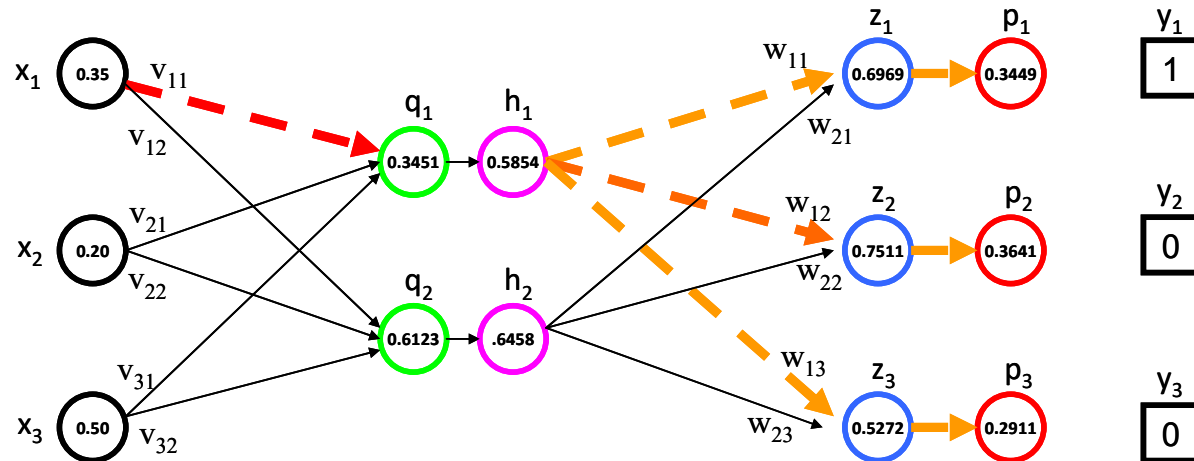 z₁ p₁ y₁
x₁ 0.35 v₁₁ w₁₁ 0.6969 0.3449 1
q₁ h₁
v₁₂ w₂₁
0.3451 0.5854
v₂₁ w₁₂ z₂ p₂ y₂
x₂ 0.20 0.7511 0.3641 0
v₂₂ q₂ h₂ w₂₂
0.6123 .6458
v₃₁ w₁₃ z₃ p₃ y₃
x₃ 0.50 v₃₂ w₂₃ 0.5272 0.2911 0